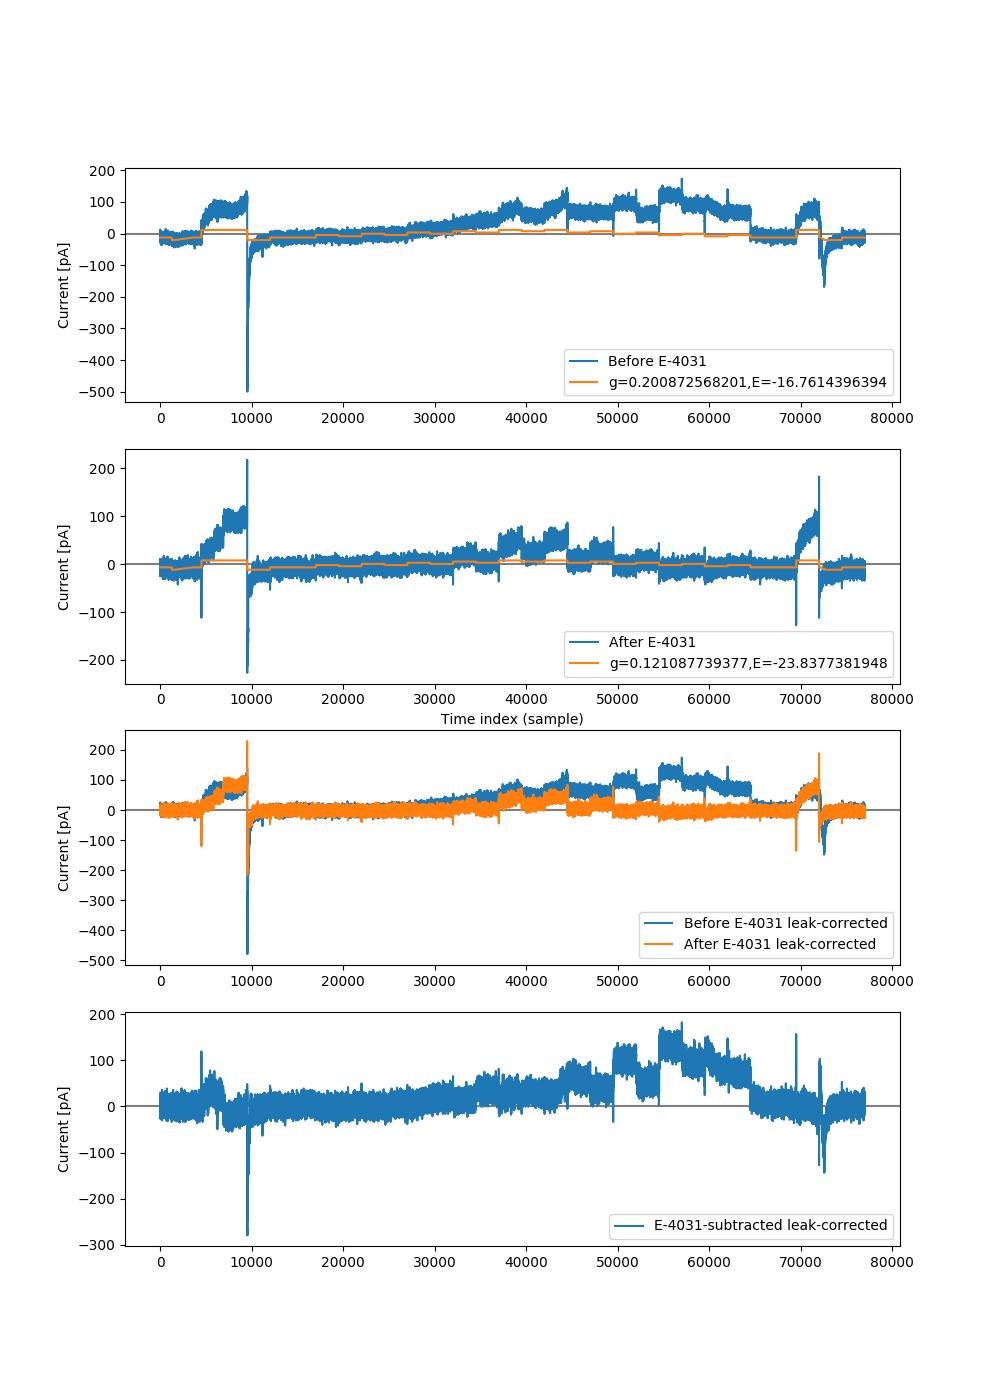 200
100
0
−100
−200
−300
−400
−500
Current [pA]
Before E-4031
g=0.200872568201,E=-16.7614396394
0 10000 20000 30000 40000 50000 60000 70000 80000
200
100
0
−100
−200
Current [pA]
After E-4031
g=0.121087739377,E=-23.8377381948
0 10000 20000 30000 40000 50000 60000 70000 80000
Time index (sample)
200
100
0
−100
−200
−300
−400
−500
Current [pA]
Before E-4031 leak-corrected
After E-4031 leak-corrected
0 10000 20000 30000 40000 50000 60000 70000 80000
200
100
0
−100
−200
−300
Current [pA]
E-4031-subtracted leak-corrected
0 10000 20000 30000 40000 50000 60000 70000 80000